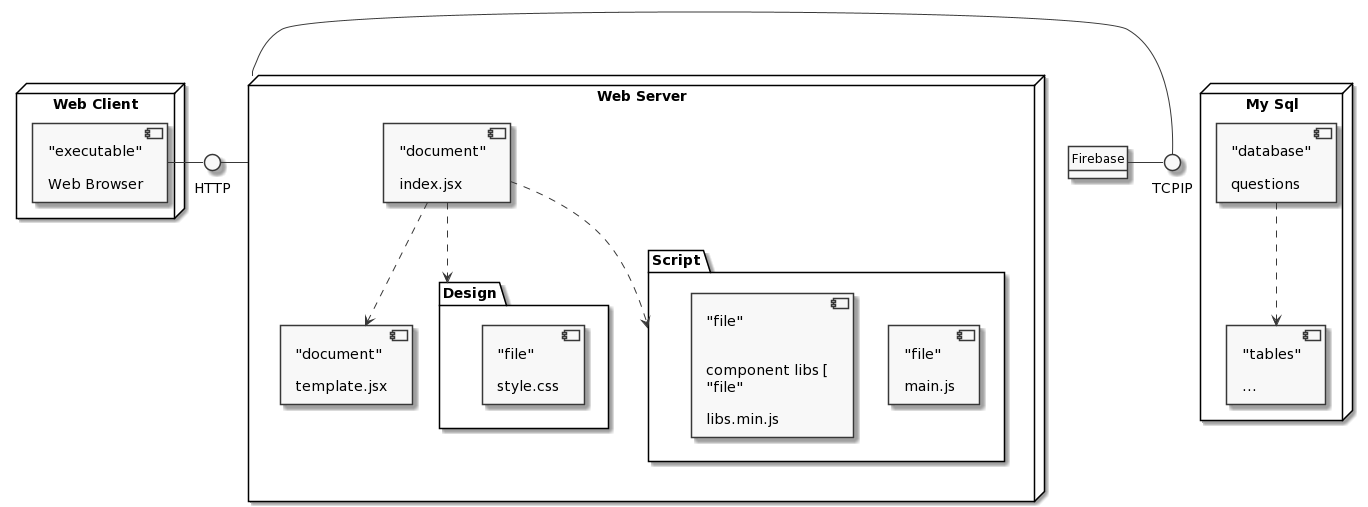 Web Client
"executable"
Web Browser
HTTP
Web Server
"document"
index.jsx
"document"
template.jsx
Design
"file"
style.css
Script
"file"
component libs [
"file"
libs.min.js
"file"
main.js
Firebase
TCPIP
My Sql
"database"
questions
"tables"
...